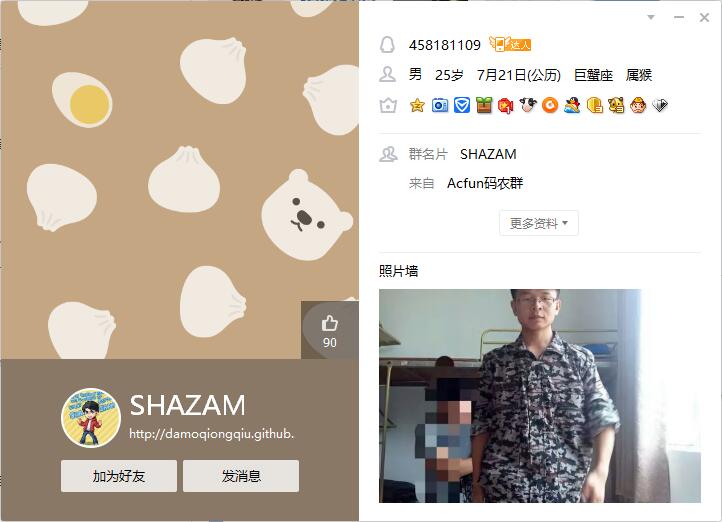 458181109 达人
男 25岁 7月21日(公历) 巨蟹座 属猴
群名片 SHAZAM
来自 Acfun码农群
更多资料
照片墙
90
SHAZAM
http://damoqiongqiu.github.
加为好友 发消息